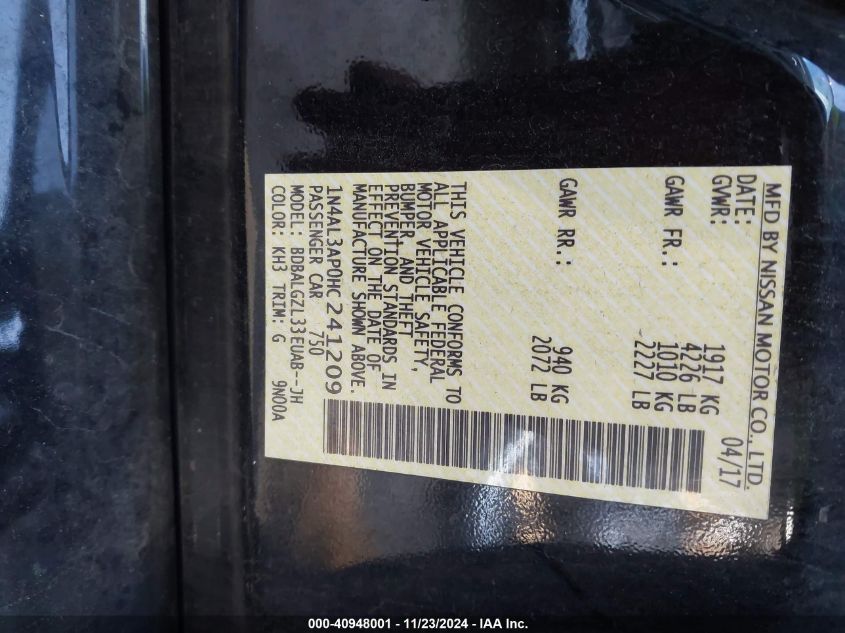 MFD BY NISSAN MOTOR CO., LTD.
DATE: 04/17
GVWR: 1917 KG
4226 LB
GAWR FR.: 1010 KG
2227 LB
GAWR RR.: 940 KG
2072 LB
THIS VEHICLE CONFORMS TO
ALL APPLICABLE FEDERAL
MOTOR VEHICLE SAFETY,
BUMPER, AND THEFT
PREVENTION STANDARDS IN
EFFECT ON THE DATE OF
MANUFACTURE SHOWN ABOVE.
1N4AL3AP0HC241209
PASSENGER CAR 750
MODEL: BDBALGZL33EUAB--JH
COLOR: KH3 TRIM: G 9N00A
000-40948001 - 11/23/2024 - IAA Inc.